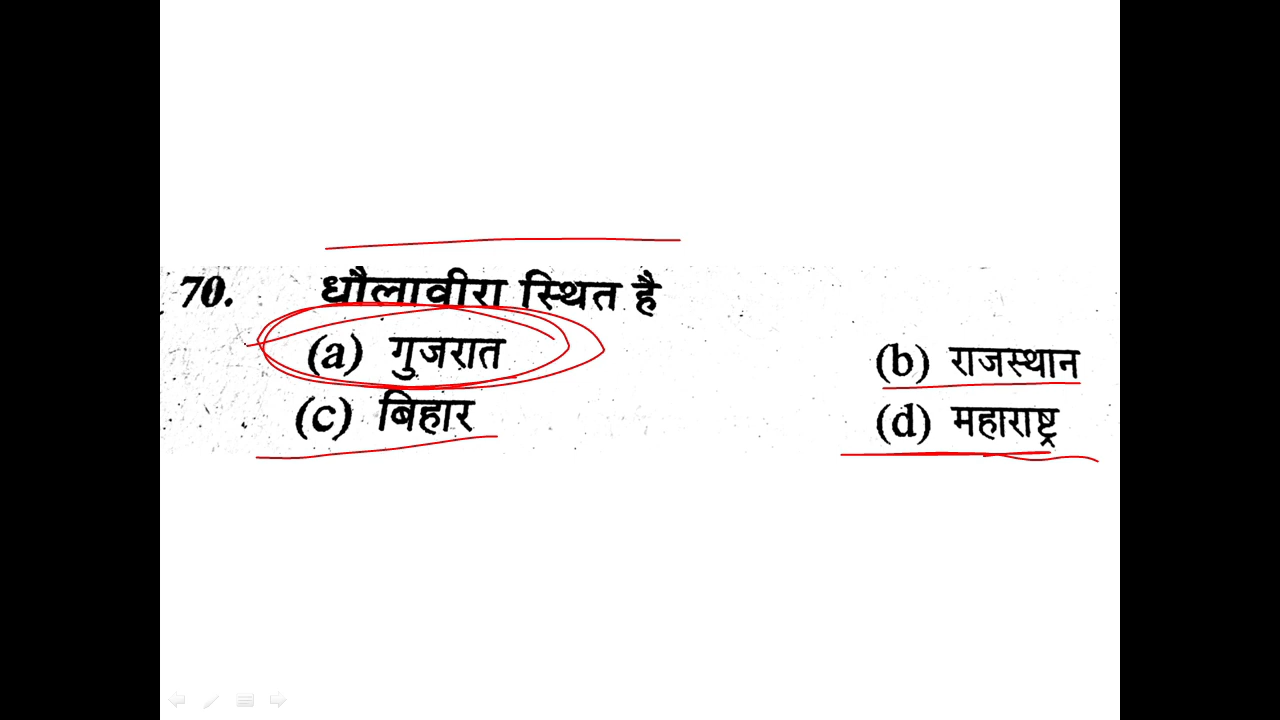 70. धौलावीरा स्थित है
(a) गुजरात (b) राजस्थान
(c) बिहार (d) महाराष्ट्र